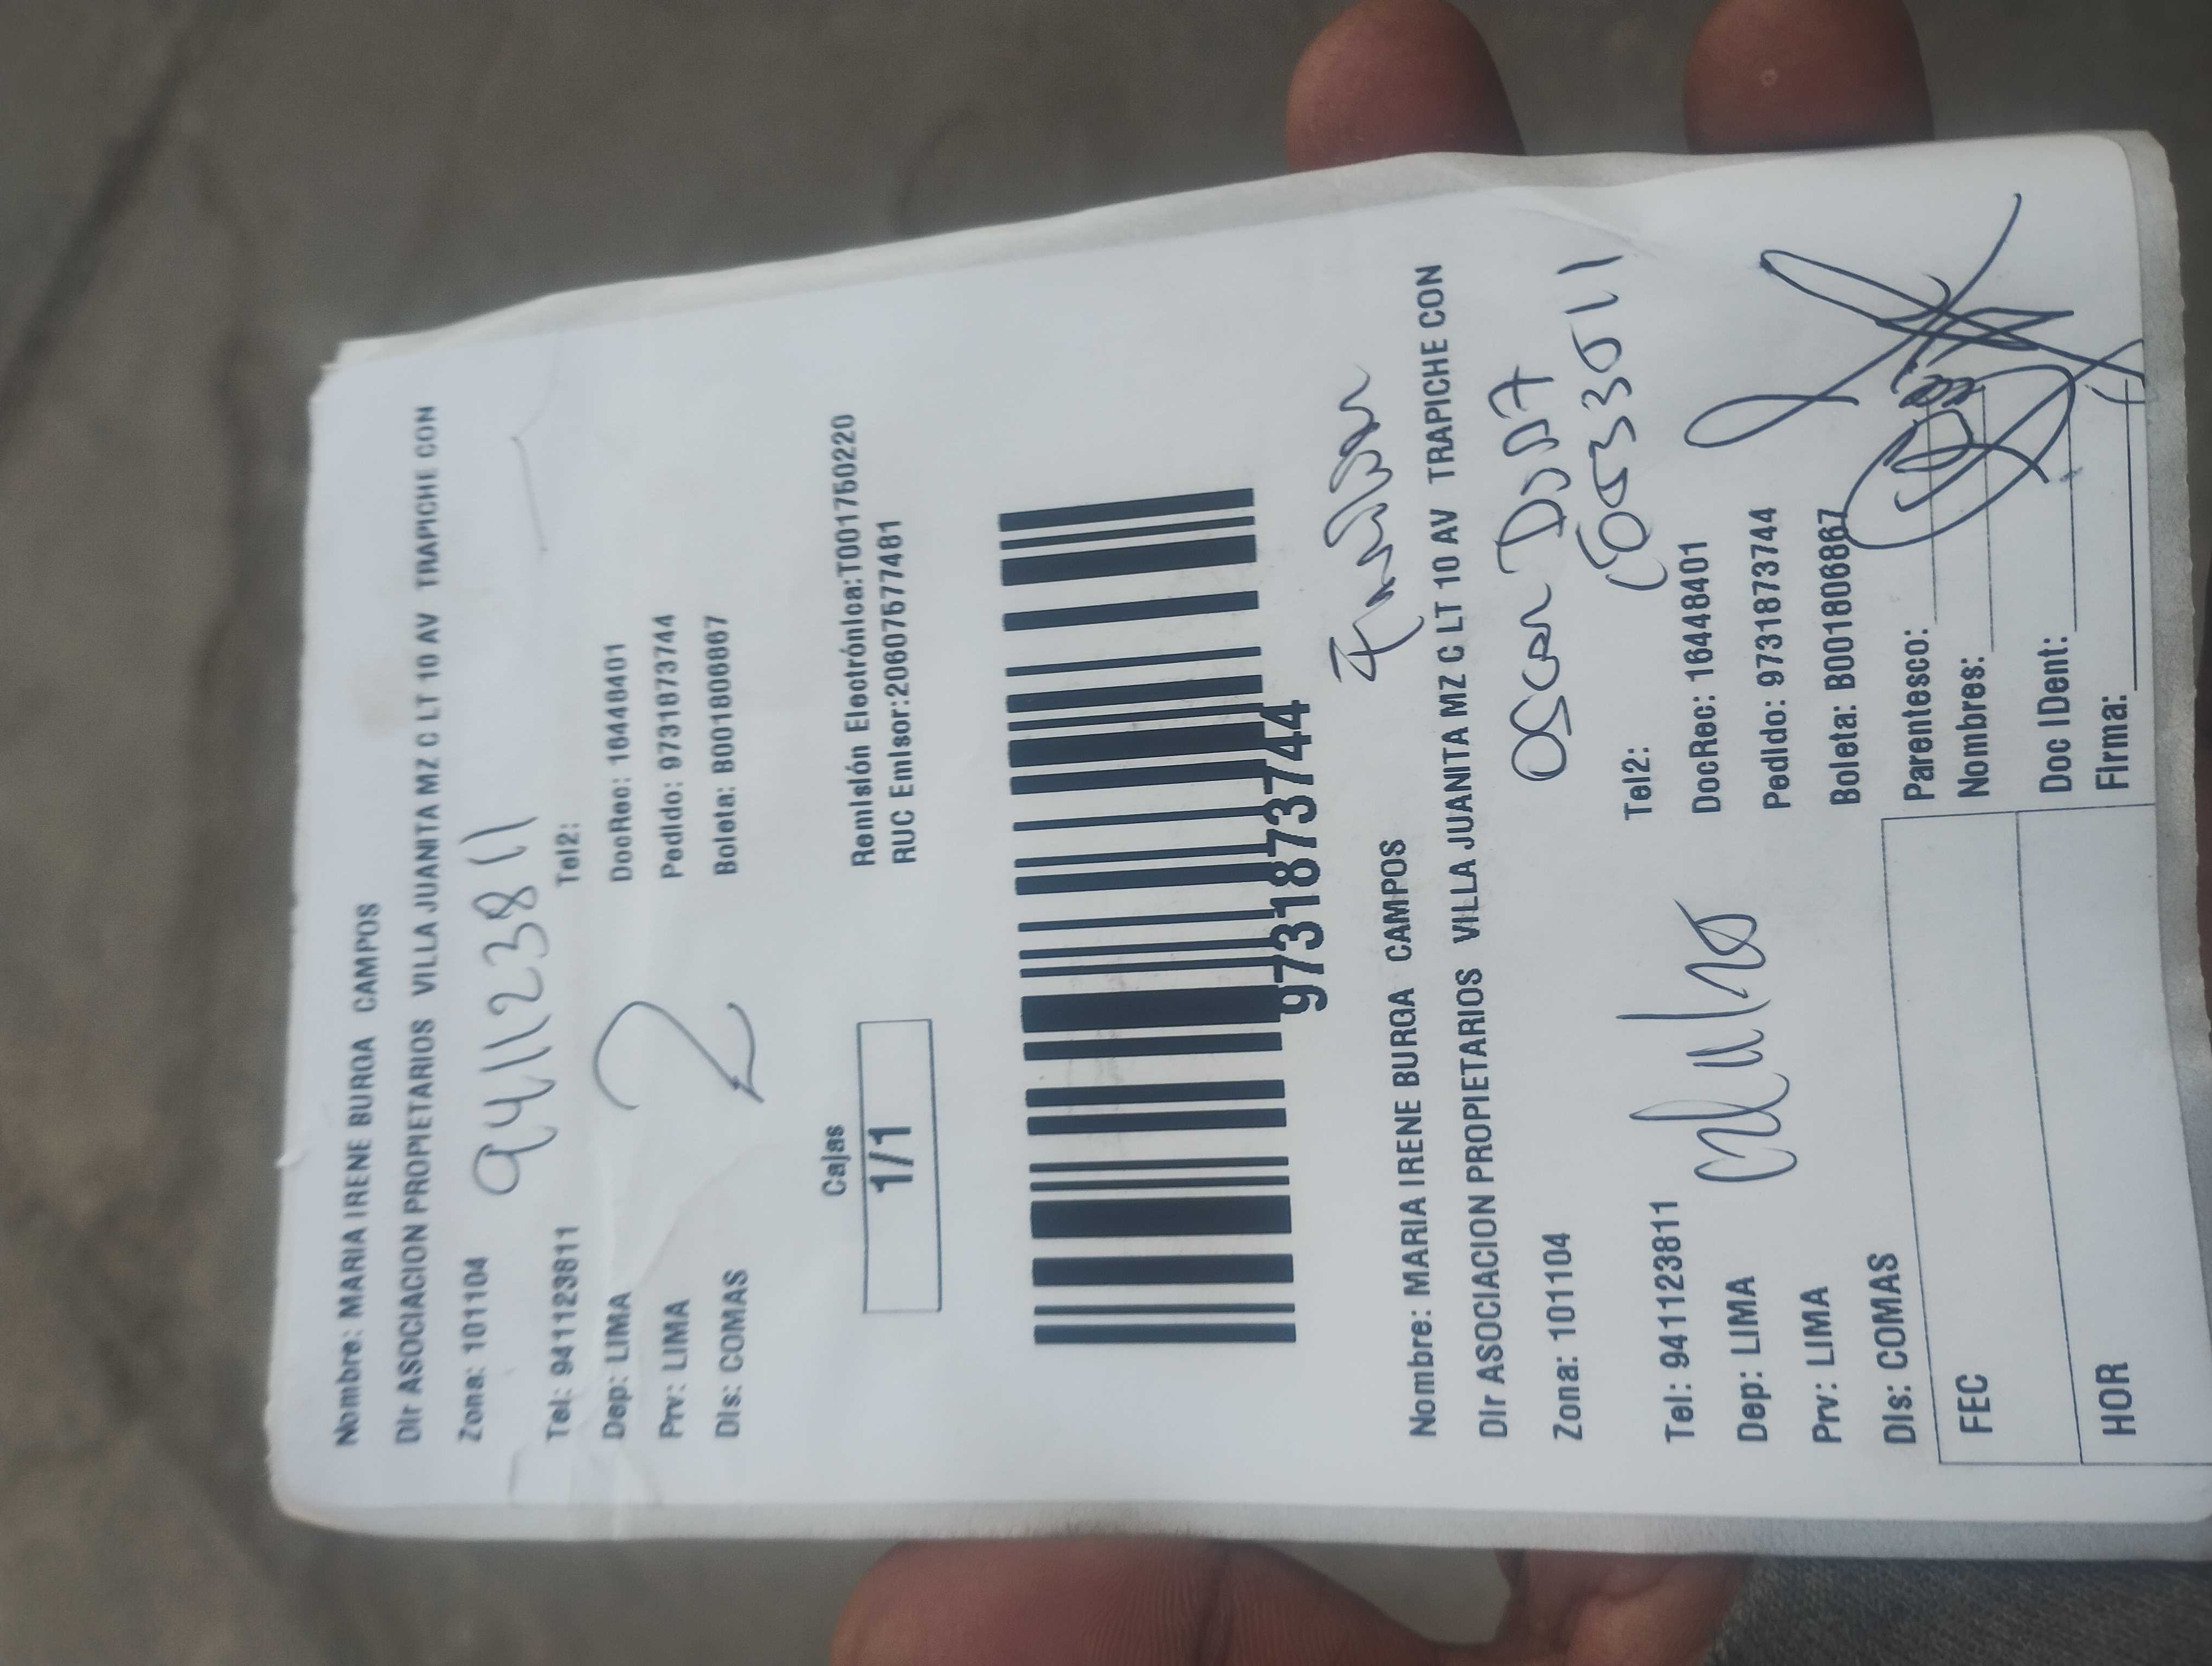 Nombre: MARIA IRENE BURGA CAMPOS
Dir ASOCIACION PROPIETARIOS VILLA JUANITA MZ C LT 10 AV TRAPICHE CON
Zona: 101104
941123811
Tel: 941123811 Tel2:
Dep: LIMA DocRec: 16448401
Prv: LIMA Pedido: 9731873744
Dis: COMAS Boleta: B001806867
2
Cajas
1/1
Remisión Electrónica:T001750220
RUC Emisor:20607577481
9731873744
Nombre: MARIA IRENE BURGA CAMPOS
Dir ASOCIACION PROPIETARIOS VILLA JUANITA MZ C LT 10 AV TRAPICHE CON
Zona: 101104
Oscar
Tel: 941123811 Tel2:
Dep: LIMA DocRec: 16448401
Prv: LIMA Pedido: 9731873744
Dis: COMAS Boleta: B001806867
FEC Parentesco:
Nombres:
HOR Doc IDent:
Firma: